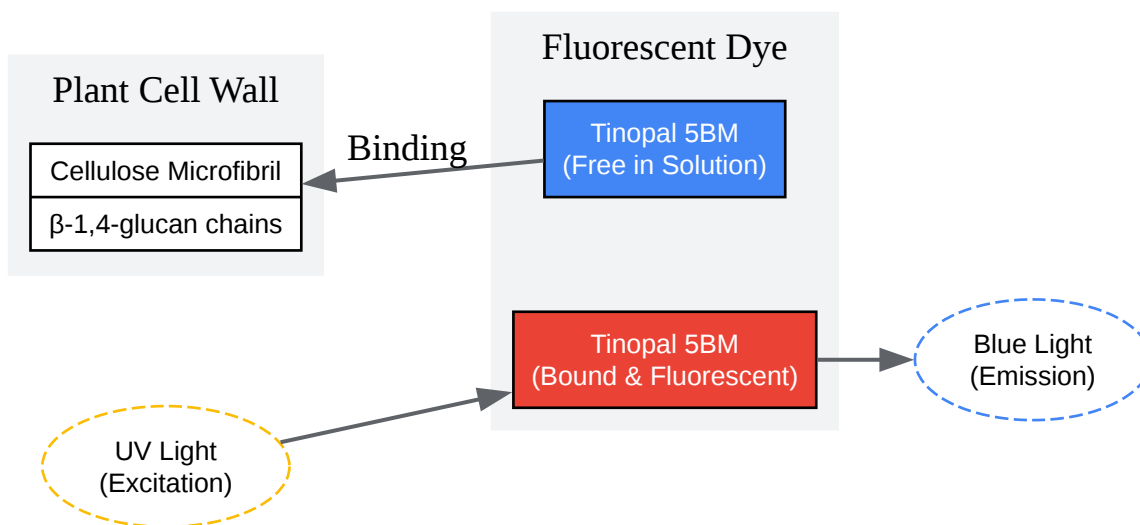 Fluorescent Dye
Plant Cell Wall
Cellulose Microfibril
β-1,4-glucan chains
Binding
Tinopal 5BM
(Free in Solution)
Tinopal 5BM
(Bound & Fluorescent)
Blue Light
(Emission)
UV Light
(Excitation)